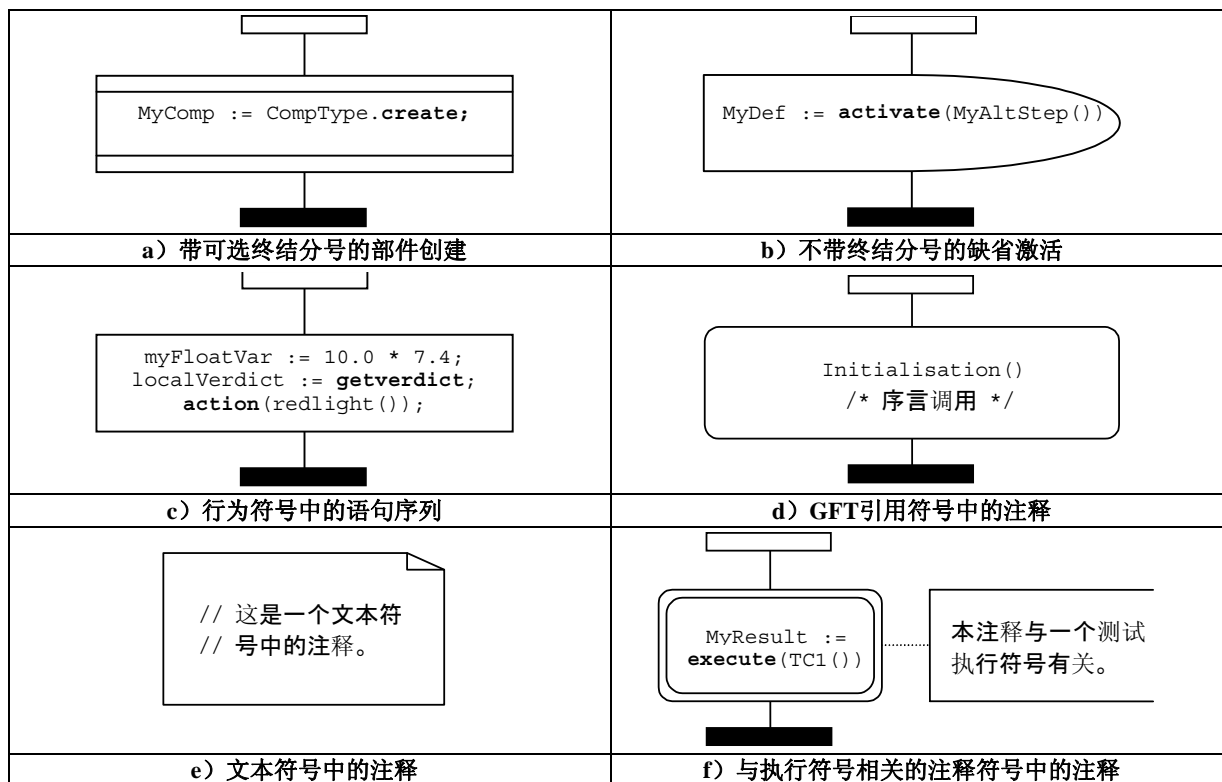 MyComp := CompType.create;
MyDef := activate(MyAltStep())
a）带可选终结分号的部件创建
b）不带终结分号的缺省激活
myFloatVar := 10.0 * 7.4;
localVerdict := getverdict;
action(redlight());
Initialisation()
/* 序言调用 */
c）行为符号中的语句序列
d）GFT引用符号中的注释
// 这是一个文本符
// 号中的注释。
MyResult :=
execute(TC1())
本注释与一个测试
执行符号有关。
e）文本符号中的注释
f）与执行符号相关的注释符号中的注释